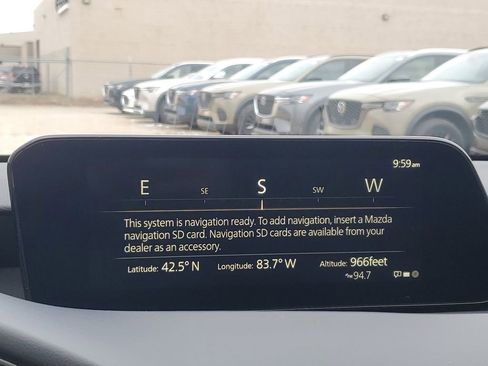 9:59am
E SE S SW W
This system is navigation ready. To add navigation, insert a Mazda
navigation SD card. Navigation SD cards are available from your
dealer as an accessory.
Latitude: 42.5° N Longitude: 83.7° W Altitude: 966feet
94.7